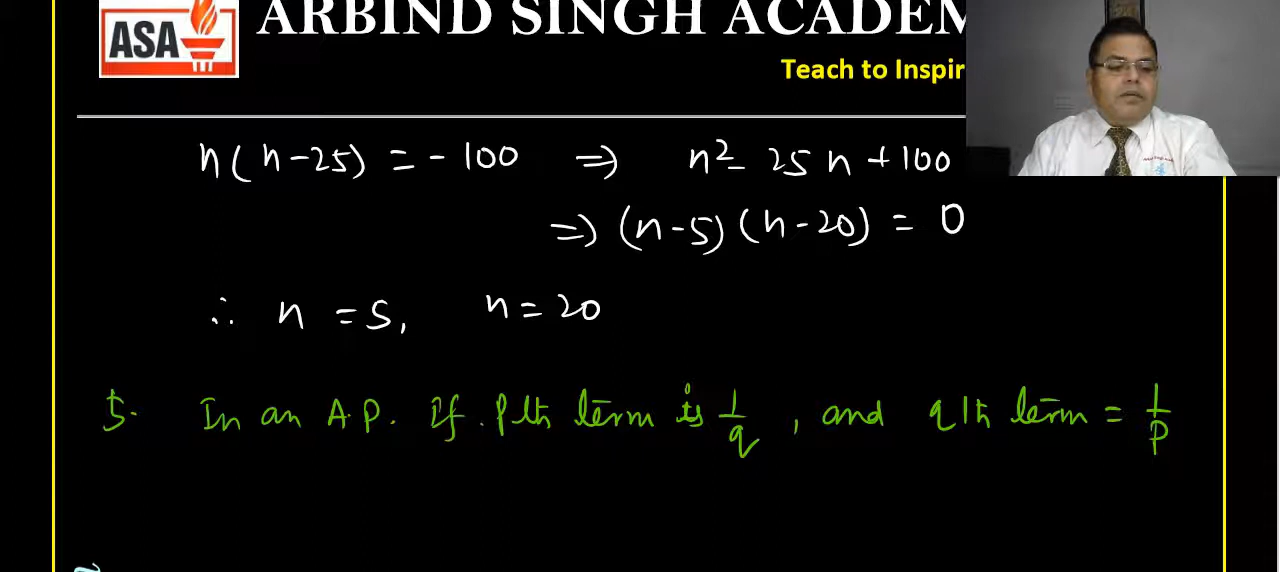 ASA
ARBIND SINGH ACADEM
Teach to Inspir
n(n-25) = -100 ⇒ n² - 25n + 100
⇒ (n-5)(n-20) = 0
∴ n = 5, n = 20
5. In an A.P. If pth term is 1/q, and qth term = 1/p